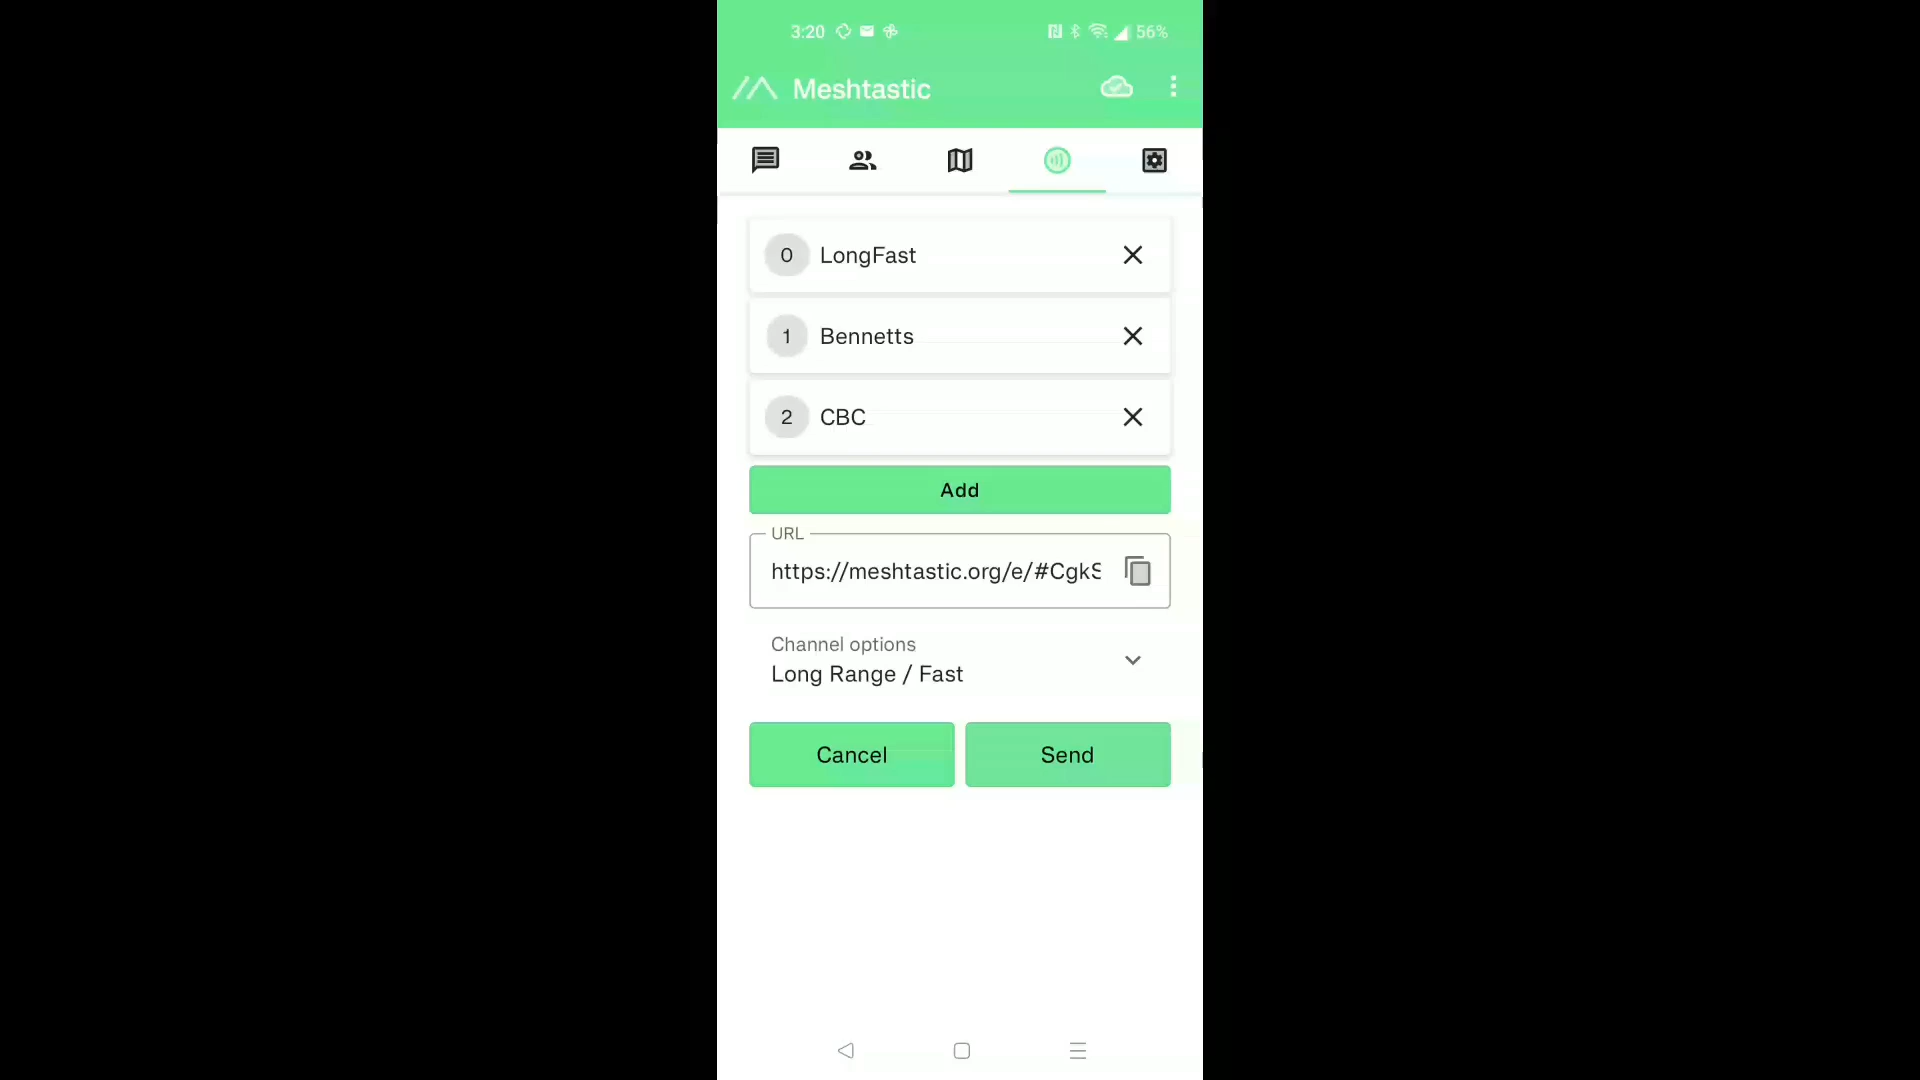 3:20
56%
Meshtastic
0 LongFast
1 Bennetts
2 CBC
Add
URL
https://meshtastic.org/e/#CgkS
Channel options
Long Range / Fast
Cancel Send